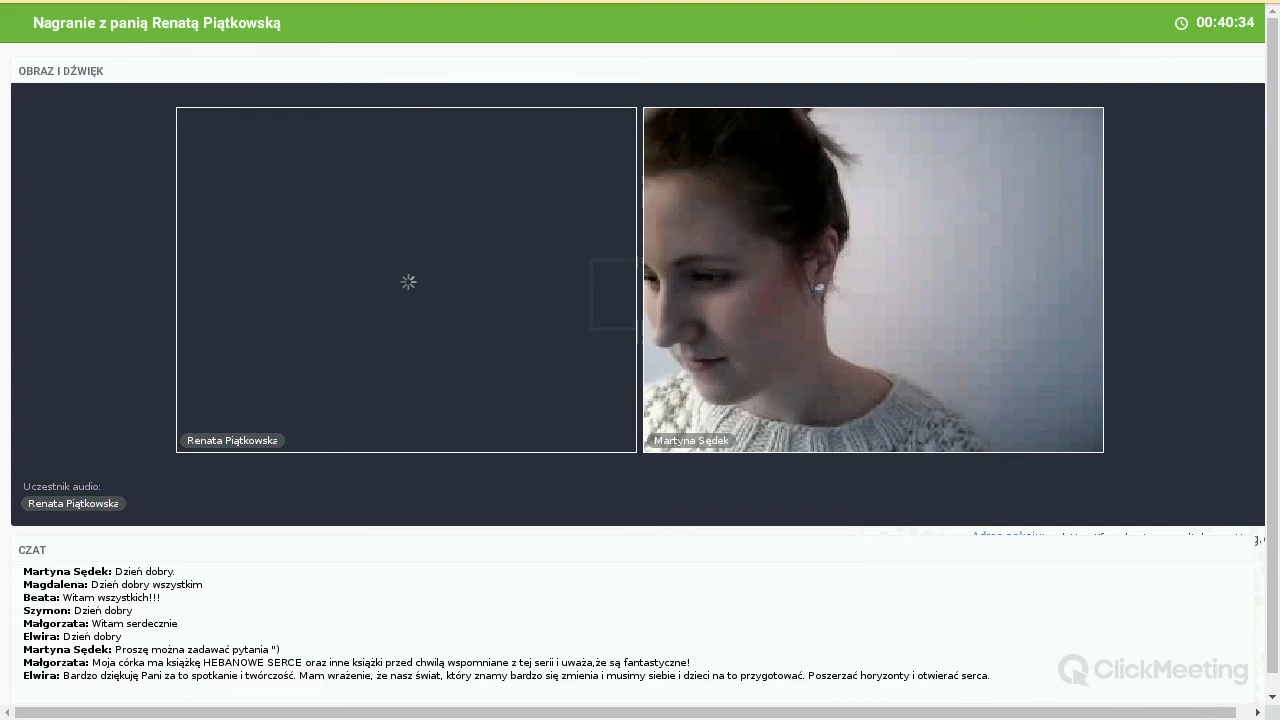 Nagranie z panią Renatą Piątkowską
00:40:34
OBRAZ I DŹWIĘK
Renata Piątkowska
Martyna Sędek
Uczestnik audio:
Renata Piątkowska
CZAT
Martyna Sędek: Dzień dobry.
Magdalena: Dzień dobry wszystkim
Beata: Witam wszystkich!!!
Szymon: Dzień dobry
Małgorzata: Witam serdecznie
Elwira: Dzień dobry
Martyna Sędek: Proszę można zadawać pytania ")
Małgorzata: Moja córka ma książkę HEBANOWE SERCE oraz inne książki przed chwilą wspomniane z tej serii i uważa,że są fantastyczne!
Elwira: Bardzo dziękuję Pani za to spotkanie i twórczość. Mam wrażenie, że nasz świat, który znamy bardzo się zmienia i musimy siebie i dzieci na to przygotować. Poszerzać horyzonty i otwierać serca.
ClickMeeting